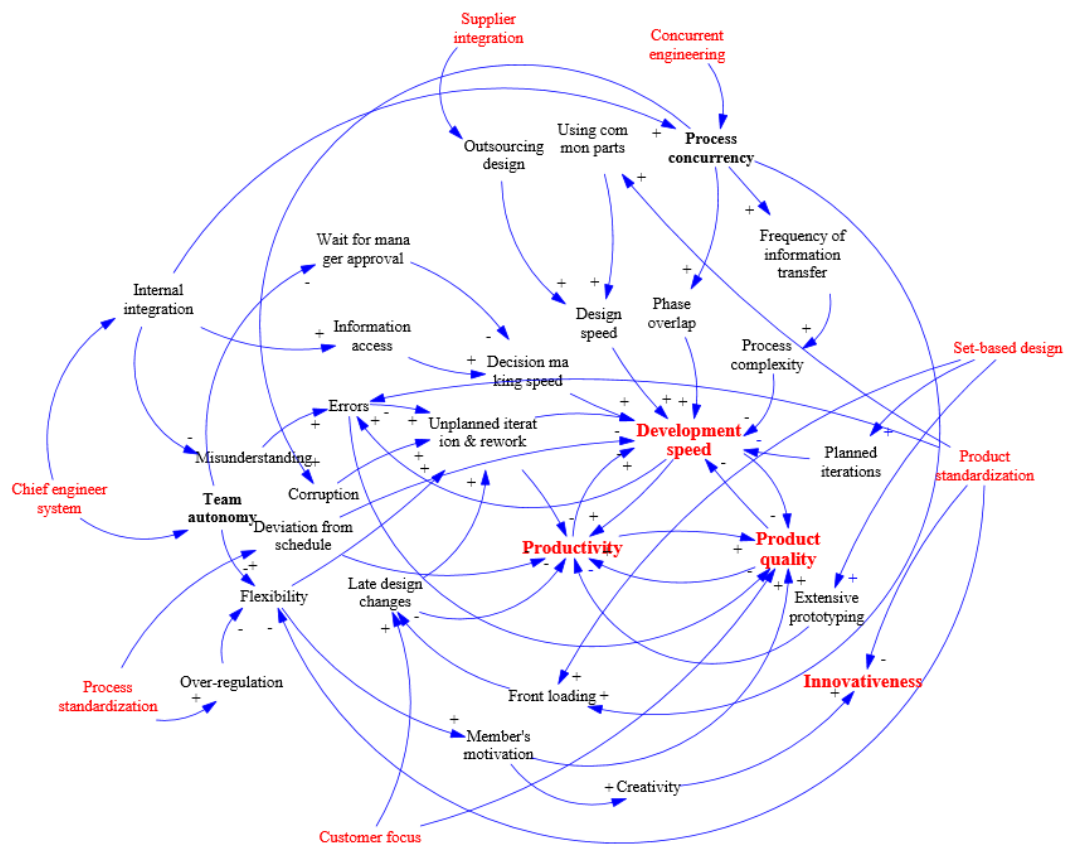 Supplier
integration
Concurrent
engineering
Using com
mon parts
Outsourcing
design
Process
concurrency
Wait for mana
ger approval
Frequency of
information
transfer
Internal
integration
Information
access
Design
speed
Phase
overlap
Process
complexity
Set-based design
Decision ma
king speed
Errors
Unplanned iterat
ion & rework
Development
speed
Planned
iterations
Product
standardization
Misunderstanding
Corruption
Chief engineer
system
Team
autonomy
Deviation from
schedule
Productivity
Product
quality
Flexibility
Late design
changes
Extensive
prototyping
Process
standardization
Over-regulation
Front loading
Innovativeness
Member's
motivation
Creativity
Customer focus